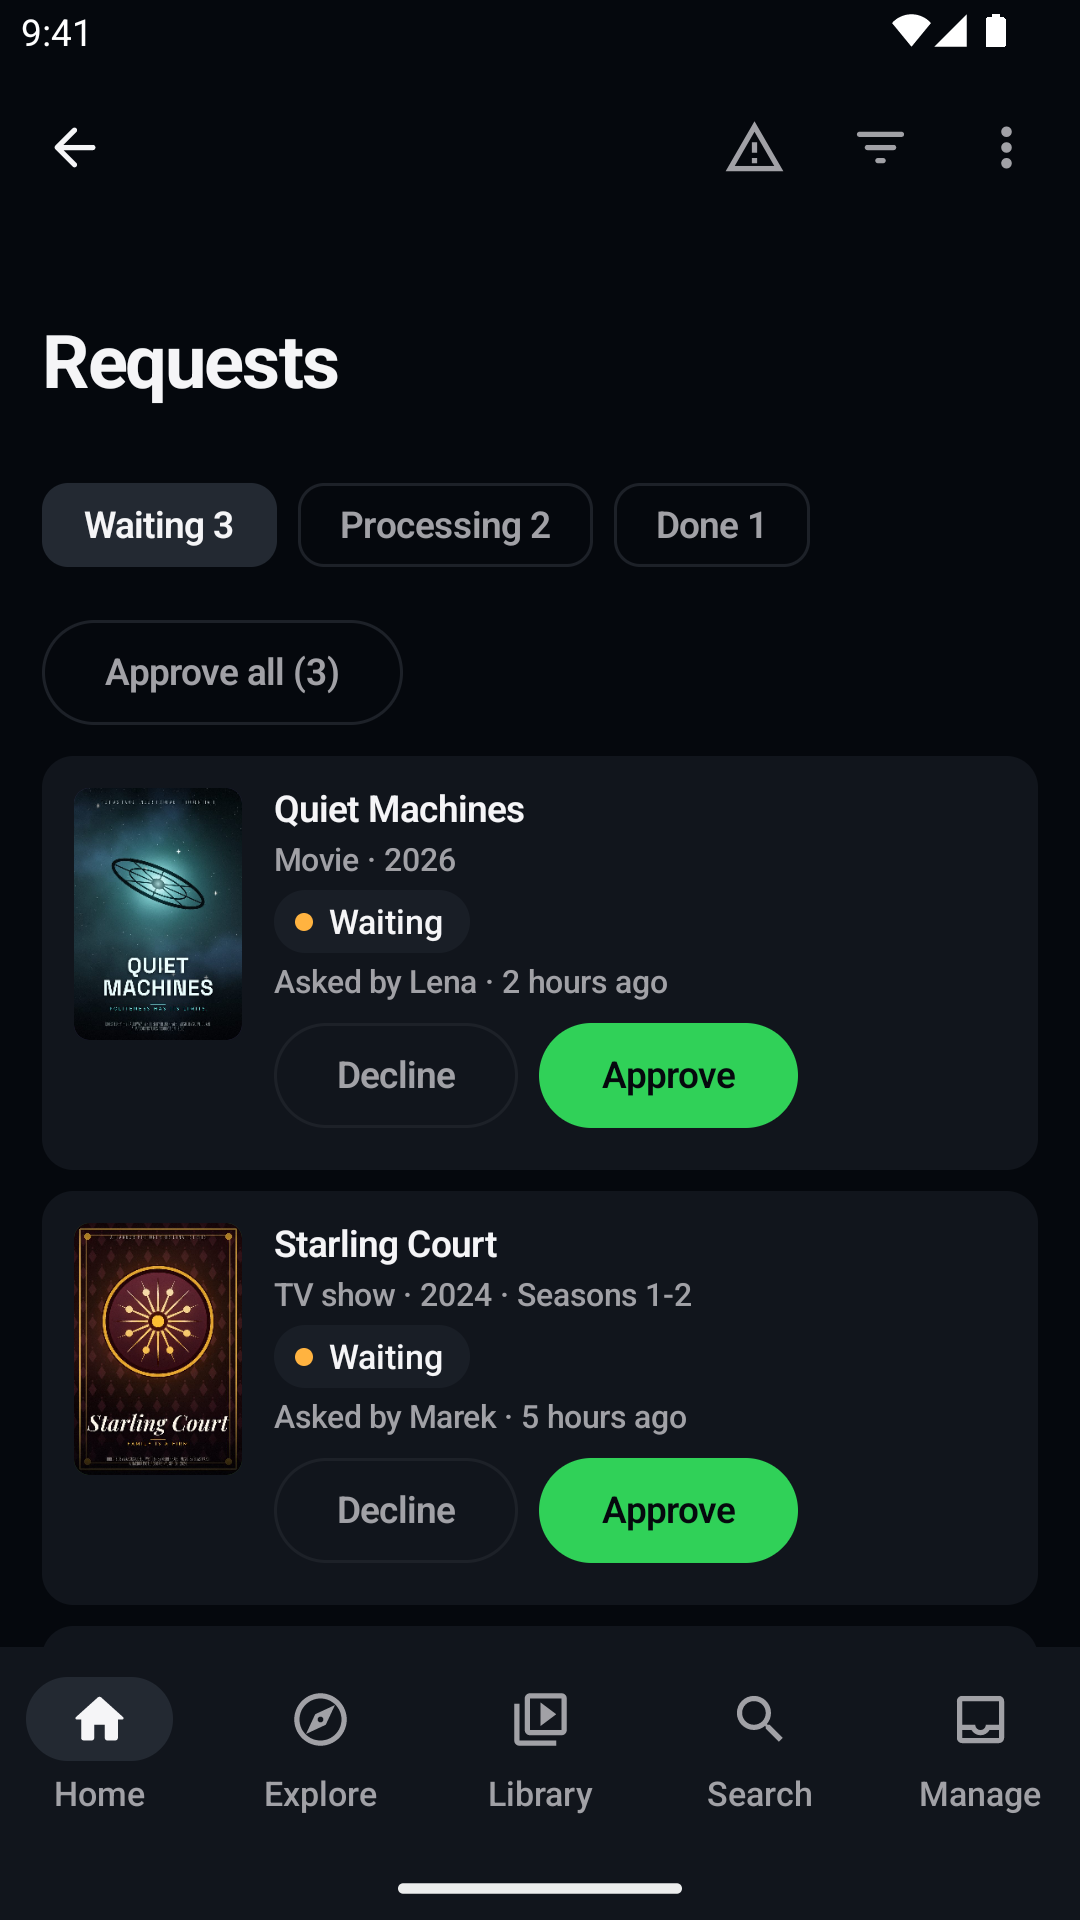 9:41
Requests
Waiting 3
Processing 2
Done 1
Approve all (3)
Quiet Machines
Movie · 2026
Waiting
Asked by Lena · 2 hours ago
Decline
Approve
QUIET
MACHINES
Starling Court
TV show · 2024 · Seasons 1-2
Waiting
Asked by Marek · 5 hours ago
Decline
Approve
Starling Court
Home
Explore
Library
Search
Manage